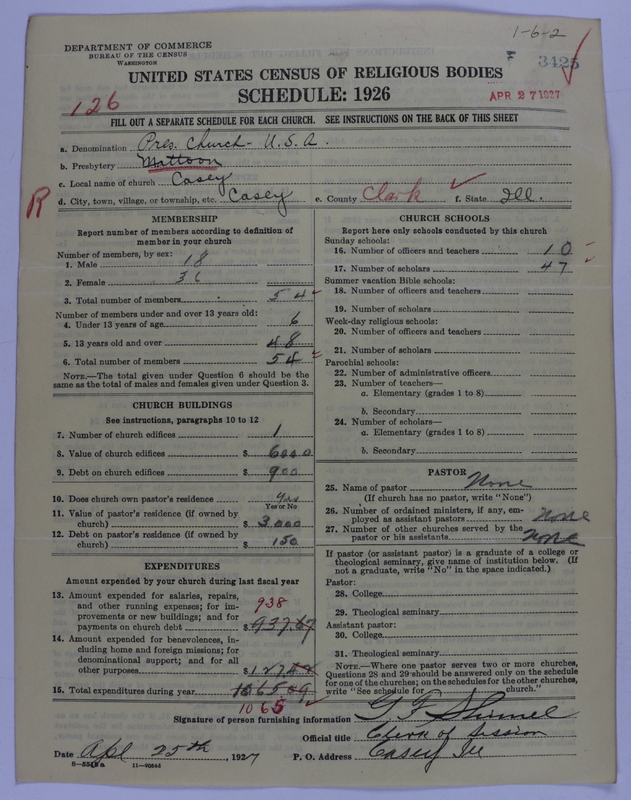 1-6-2
DEPARTMENT OF COMMERCE
BUREAU OF THE CENSUS
WASHINGTON
3425
UNITED STATES CENSUS OF RELIGIOUS BODIES
SCHEDULE: 1926
APR 27 1927
126
FILL OUT A SEPARATE SCHEDULE FOR EACH CHURCH. SEE INSTRUCTIONS ON THE BACK OF THIS SHEET
a. Denomination Pres. Church - U.S.A.
b. Presbytery Mattoon
c. Local name of church Casey
R
d. City, town, village, or township, etc. Casey e. County Clark f. State Ill.
MEMBERSHIP
Report number of members according to definition of member in your church
Number of members, by sex:
1. Male 18
2. Female 36
3. Total number of members 54
Number of members under and over 13 years old:
4. Under 13 years of age 6
5. 13 years old and over 48
6. Total number of members 54
NOTE.—The total given under Question 6 should be the
same as the total of males and females given under Question 3.
CHURCH BUILDINGS
See instructions, paragraphs 10 to 12
7. Number of church edifices 1
8. Value of church edifices $ 6000
9. Debt on church edifices $ 900
10. Does church own pastor's residence Yes
Yes or No
11. Value of pastor's residence (if owned by
church) $ 3,000
12. Debt on pastor's residence (if owned by
church) $ 150
EXPENDITURES
Amount expended by your church during last fiscal year
13. Amount expended for salaries, repairs,
and other running expenses; for im-
provements or new buildings; and for
payments on church debt $ 937.67
938
14. Amount expended for benevolences, in-
cluding home and foreign missions; for
denominational support; and for all
other purposes $ 127.42
15. Total expenditures during year 1065.09
1065
CHURCH SCHOOLS
Report here only schools conducted by this church
Sunday schools:
16. Number of officers and teachers 10
17. Number of scholars 47
Summer vacation Bible schools:
18. Number of officers and teachers
19. Number of scholars
Week-day religious schools:
20. Number of officers and teachers
21. Number of scholars
Parochial schools:
22. Number of administrative officers
23. Number of teachers—
a. Elementary (grades 1 to 8)
b. Secondary
24. Number of scholars—
a. Elementary (grades 1 to 8)
b. Secondary
PASTOR
25. Name of pastor None
(If church has no pastor, write "None")
26. Number of ordained ministers, if any, em-
ployed as assistant pastors None
27. Number of other churches served by the
pastor or his assistants None
If pastor (or assistant pastor) is a graduate of a college or
theological seminary, give name of institution below. (If
not a graduate, write "No" in the space indicated.)
Pastor:
28. College
29. Theological seminary
Assistant pastor:
30. College
31. Theological seminary
NOTE.—Where one pastor serves two or more churches,
Questions 28 and 29 should be answered only on the schedule
for one of the churches; on the schedules for the other churches,
write "See schedule for church."
Signature of person furnishing information
Official title Clerk of Session
Date Apl 25th, 1927 P. O. Address Casey Ill